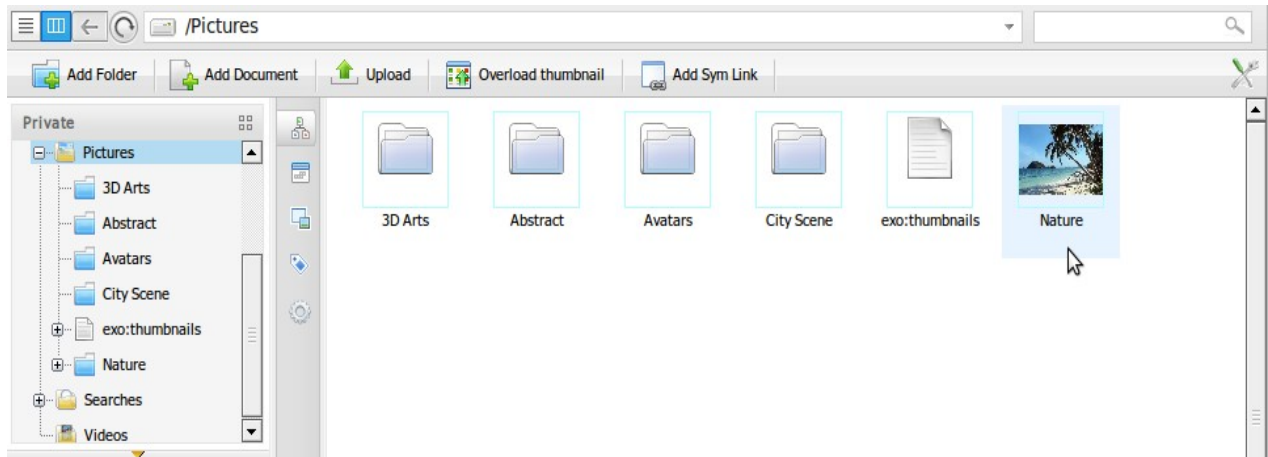 /Pictures
Add Folder Add Document Upload Overload thumbnail Add Sym Link
Private
Pictures
3D Arts
Abstract
Avatars
City Scene
exo:thumbnails
Nature
Searches
Videos
3D Arts Abstract Avatars City Scene exo:thumbnails Nature